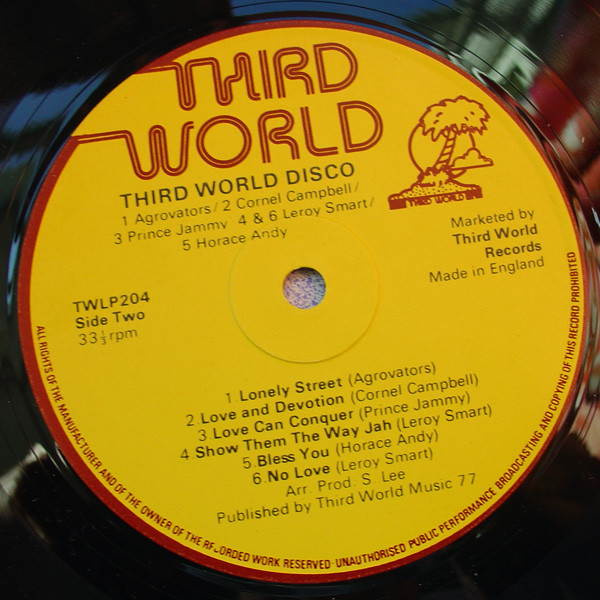 THIRD
WORLD
THIRD WORLD DISCO
1 Agrovators/ 2 Cornel Campbell/
3 Prince Jammy 4 & 6 Leroy Smart/
5 Horace Andy
THIRD WORLD
Marketed by
Third World
Records
Made in England
TWLP204
Side Two
33⅓rpm
1. Lonely Street (Agrovators)
2. Love and Devotion (Cornel Campbell)
3. Love Can Conquer (Prince Jammy)
4. Show Them The Way Jah (Leroy Smart)
5. Bless You (Horace Andy)
6. No Love (Leroy Smart)
Arr. Prod. S. Lee
Published by Third World Music 77
ALL RIGHTS OF THE MANUFACTURER AND OF THE OWNER OF THE RECORDED WORK RESERVED · UNAUTHORISED PUBLIC PERFORMANCE BROADCASTING AND COPYING OF THIS RECORD PROHIBITED